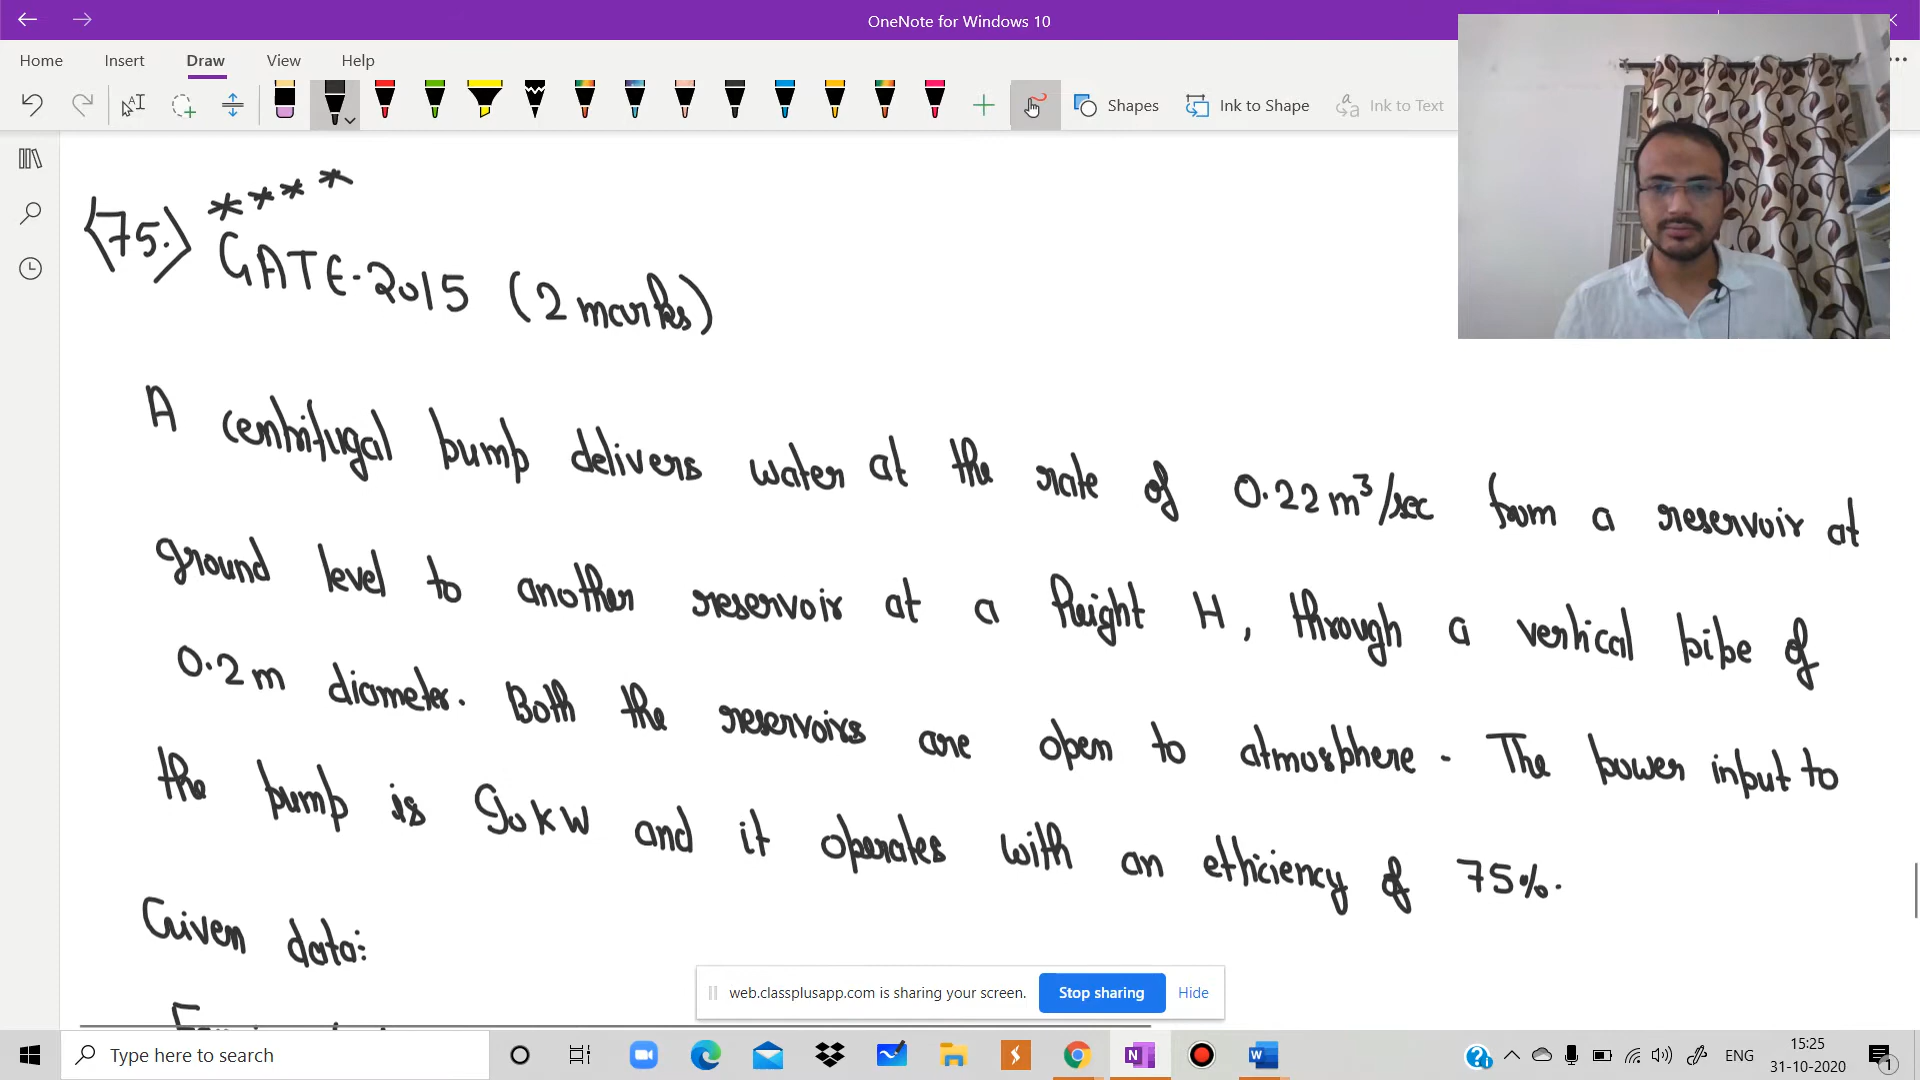 OneNote for Windows 10
Home Insert Draw View Help
Shapes Ink to Shape Ink to Text
<75.> ****
GATE-2015 (2 marks)
A centrifugal pump delivers water at the rate of 0.22 m³/sec from a reservoir at
ground level to another reservoir at a height H, through a vertical pipe of
0.2 m diameter. Both the reservoirs are open to atmosphere. The power input to
the pump is 90kW and it operates with an efficiency of 75%.
Given data:
web.classplusapp.com is sharing your screen. Stop sharing Hide
Type here to search
ENG
15:25
31-10-2020
1